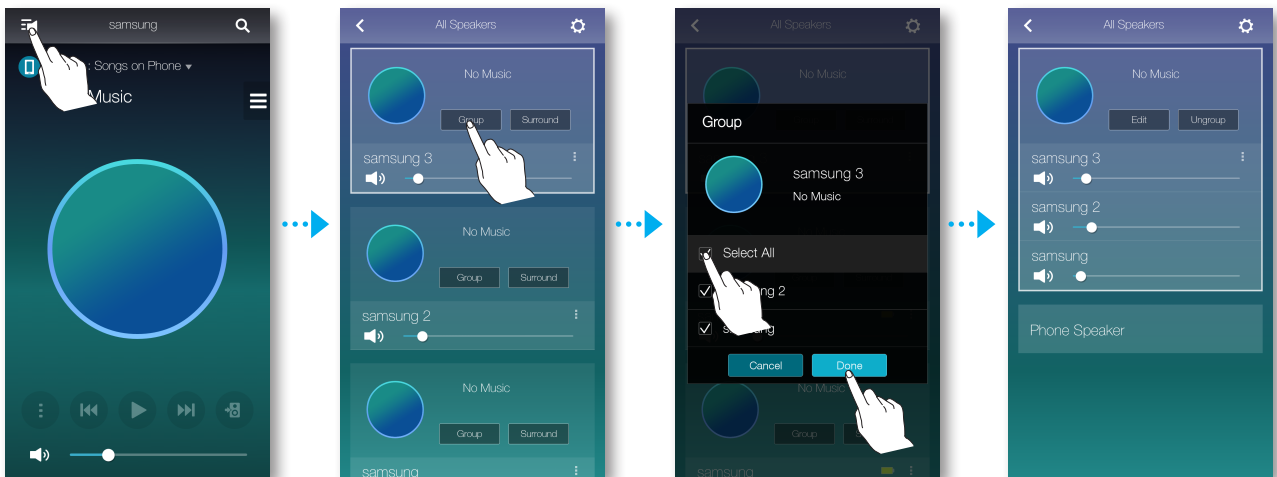 samsung
: Songs on Phone
Music
All Speakers
No Music
Group Surround
samsung 3
No Music
Group Surround
samsung 2
No Music
Group Surround
samsung
All Speakers
No Music
Group
samsung 3
No Music
Select All
ng 2
samsung
Cancel Done
No Music
Group
samsung
All Speakers
No Music
Edit Ungroup
samsung 3
samsung 2
samsung
Phone Speaker